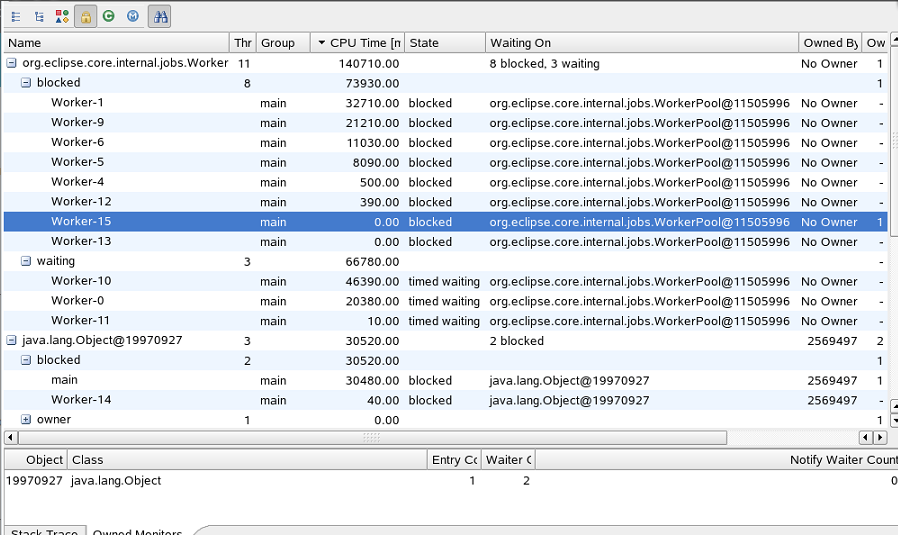 Name Thr Group CPU Time [m State Waiting On Owned By Ow
org.eclipse.core.internal.jobs.Worker 11 140710.00 8 blocked, 3 waiting No Owner 1
blocked 8 73930.00 1
Worker-1 main 32710.00 blocked org.eclipse.core.internal.jobs.WorkerPool@11505996 No Owner -
Worker-9 main 21210.00 blocked org.eclipse.core.internal.jobs.WorkerPool@11505996 No Owner -
Worker-6 main 11030.00 blocked org.eclipse.core.internal.jobs.WorkerPool@11505996 No Owner -
Worker-5 main 8090.00 blocked org.eclipse.core.internal.jobs.WorkerPool@11505996 No Owner -
Worker-4 main 500.00 blocked org.eclipse.core.internal.jobs.WorkerPool@11505996 No Owner -
Worker-12 main 390.00 blocked org.eclipse.core.internal.jobs.WorkerPool@11505996 No Owner -
Worker-15 main 0.00 blocked org.eclipse.core.internal.jobs.WorkerPool@11505996 No Owner 1
Worker-13 main 0.00 blocked org.eclipse.core.internal.jobs.WorkerPool@11505996 No Owner -
waiting 3 66780.00 -
Worker-10 main 46390.00 timed waiting org.eclipse.core.internal.jobs.WorkerPool@11505996 No Owner -
Worker-0 main 20380.00 timed waiting org.eclipse.core.internal.jobs.WorkerPool@11505996 No Owner -
Worker-11 main 10.00 timed waiting org.eclipse.core.internal.jobs.WorkerPool@11505996 No Owner -
java.lang.Object@19970927 3 30520.00 2 blocked 2569497 2
blocked 2 30520.00 1
main main 30480.00 blocked java.lang.Object@19970927 2569497 1
Worker-14 main 40.00 blocked java.lang.Object@19970927 2569497 -
owner 1 0.00 1
Object Class Entry Co Waiter C Notify Waiter Count
19970927 java.lang.Object 1 2 0
Stack Trace Owned Monitors